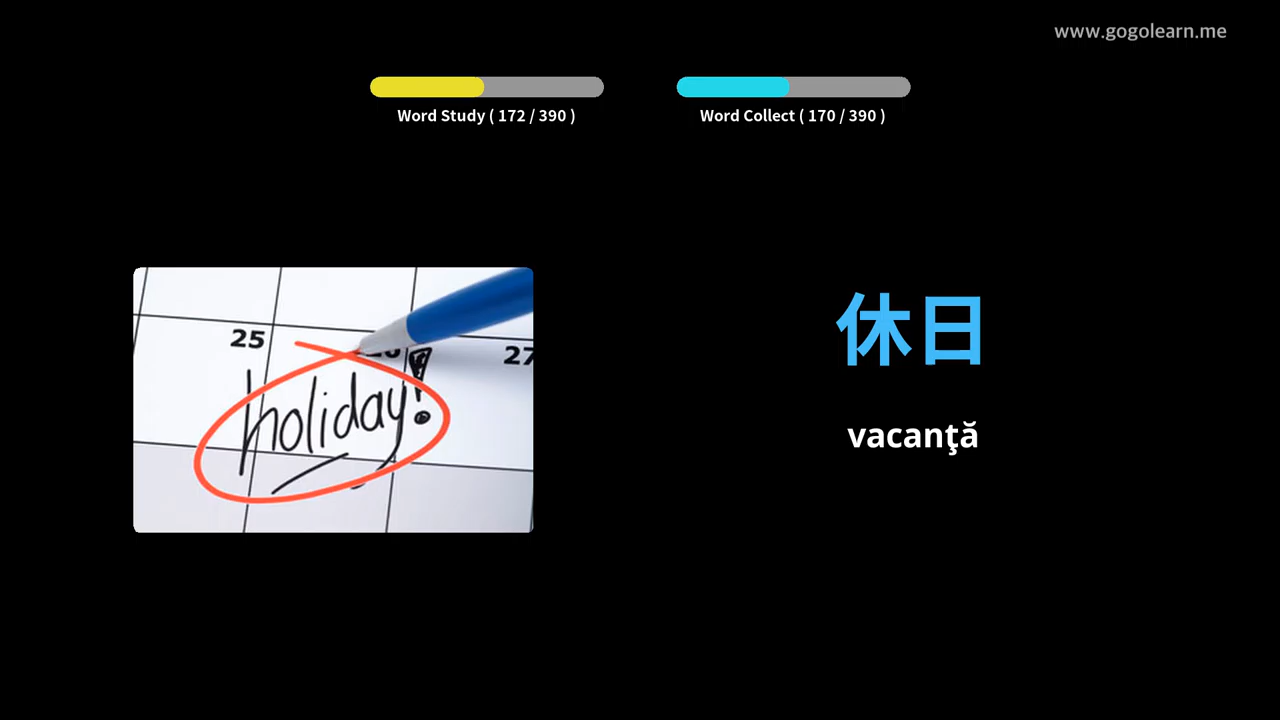 www.gogolearn.me
Word Study ( 172 / 390 )
Word Collect ( 170 / 390 )
25
27
holiday!
休日
vacanţă